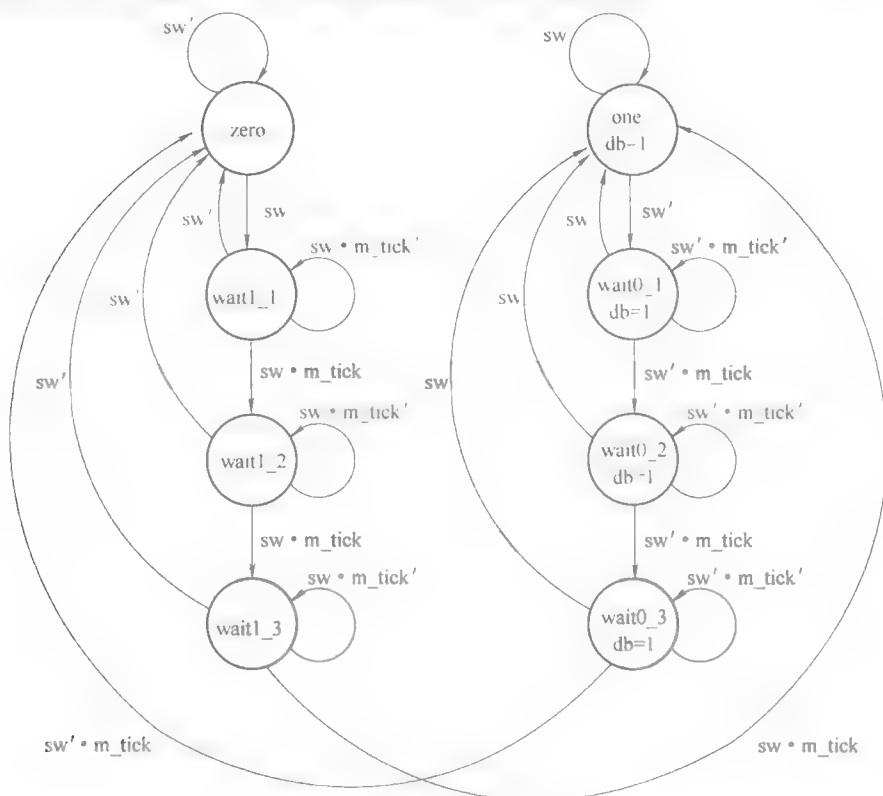 sw′
sw
zero
one
db=1
sw′
sw
sw
sw′
sw • m_tick′
sw′ • m_tick′
wait1_1
wait0_1
db=1
sw′
sw
sw • m_tick
sw′ • m_tick
sw′
sw
sw • m_tick′
sw′ • m_tick′
wait1_2
wait0_2
db=1
sw • m_tick
sw′ • m_tick
sw • m_tick′
sw′ • m_tick′
wait1_3
wait0_3
db=1
sw′ • m_tick
sw • m_tick